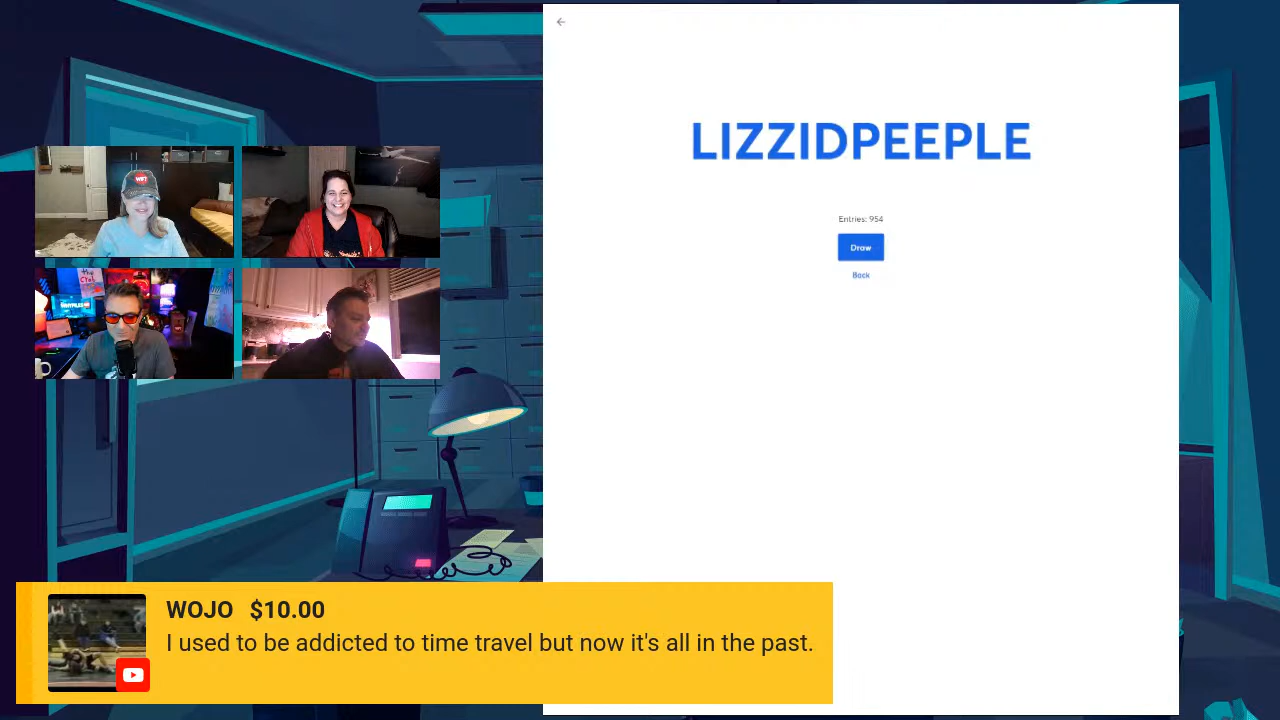 LIZZIDPEEPLE
Entries: 954
Draw
Back
the
WOJO $10.00
I used to be addicted to time travel but now it's all in the past.